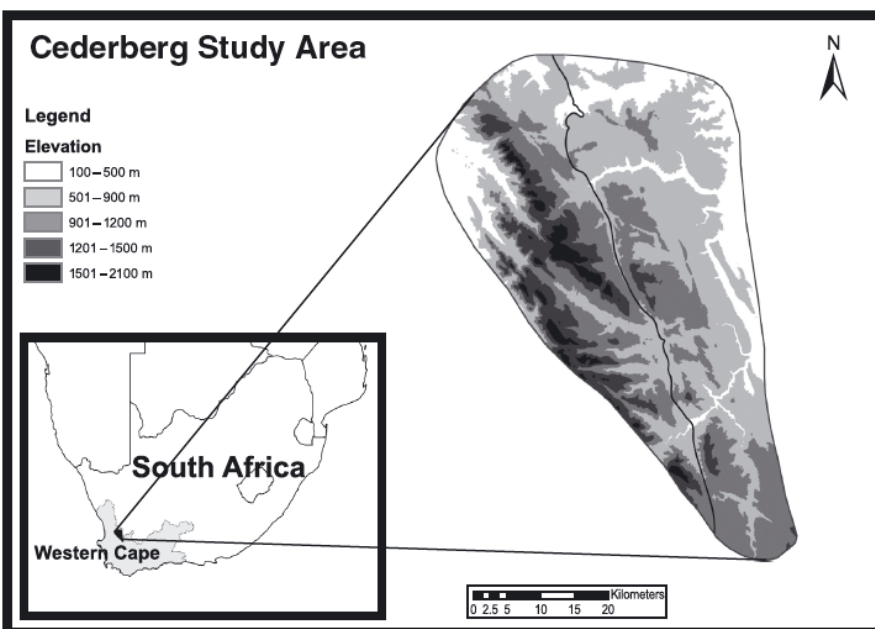 Cederberg Study Area
N
Legend
Elevation
100–500 m
501–900 m
901–1200 m
1201–1500 m
1501–2100 m
South Africa
Western Cape
Kilometers
0 2.5 5 10 15 20